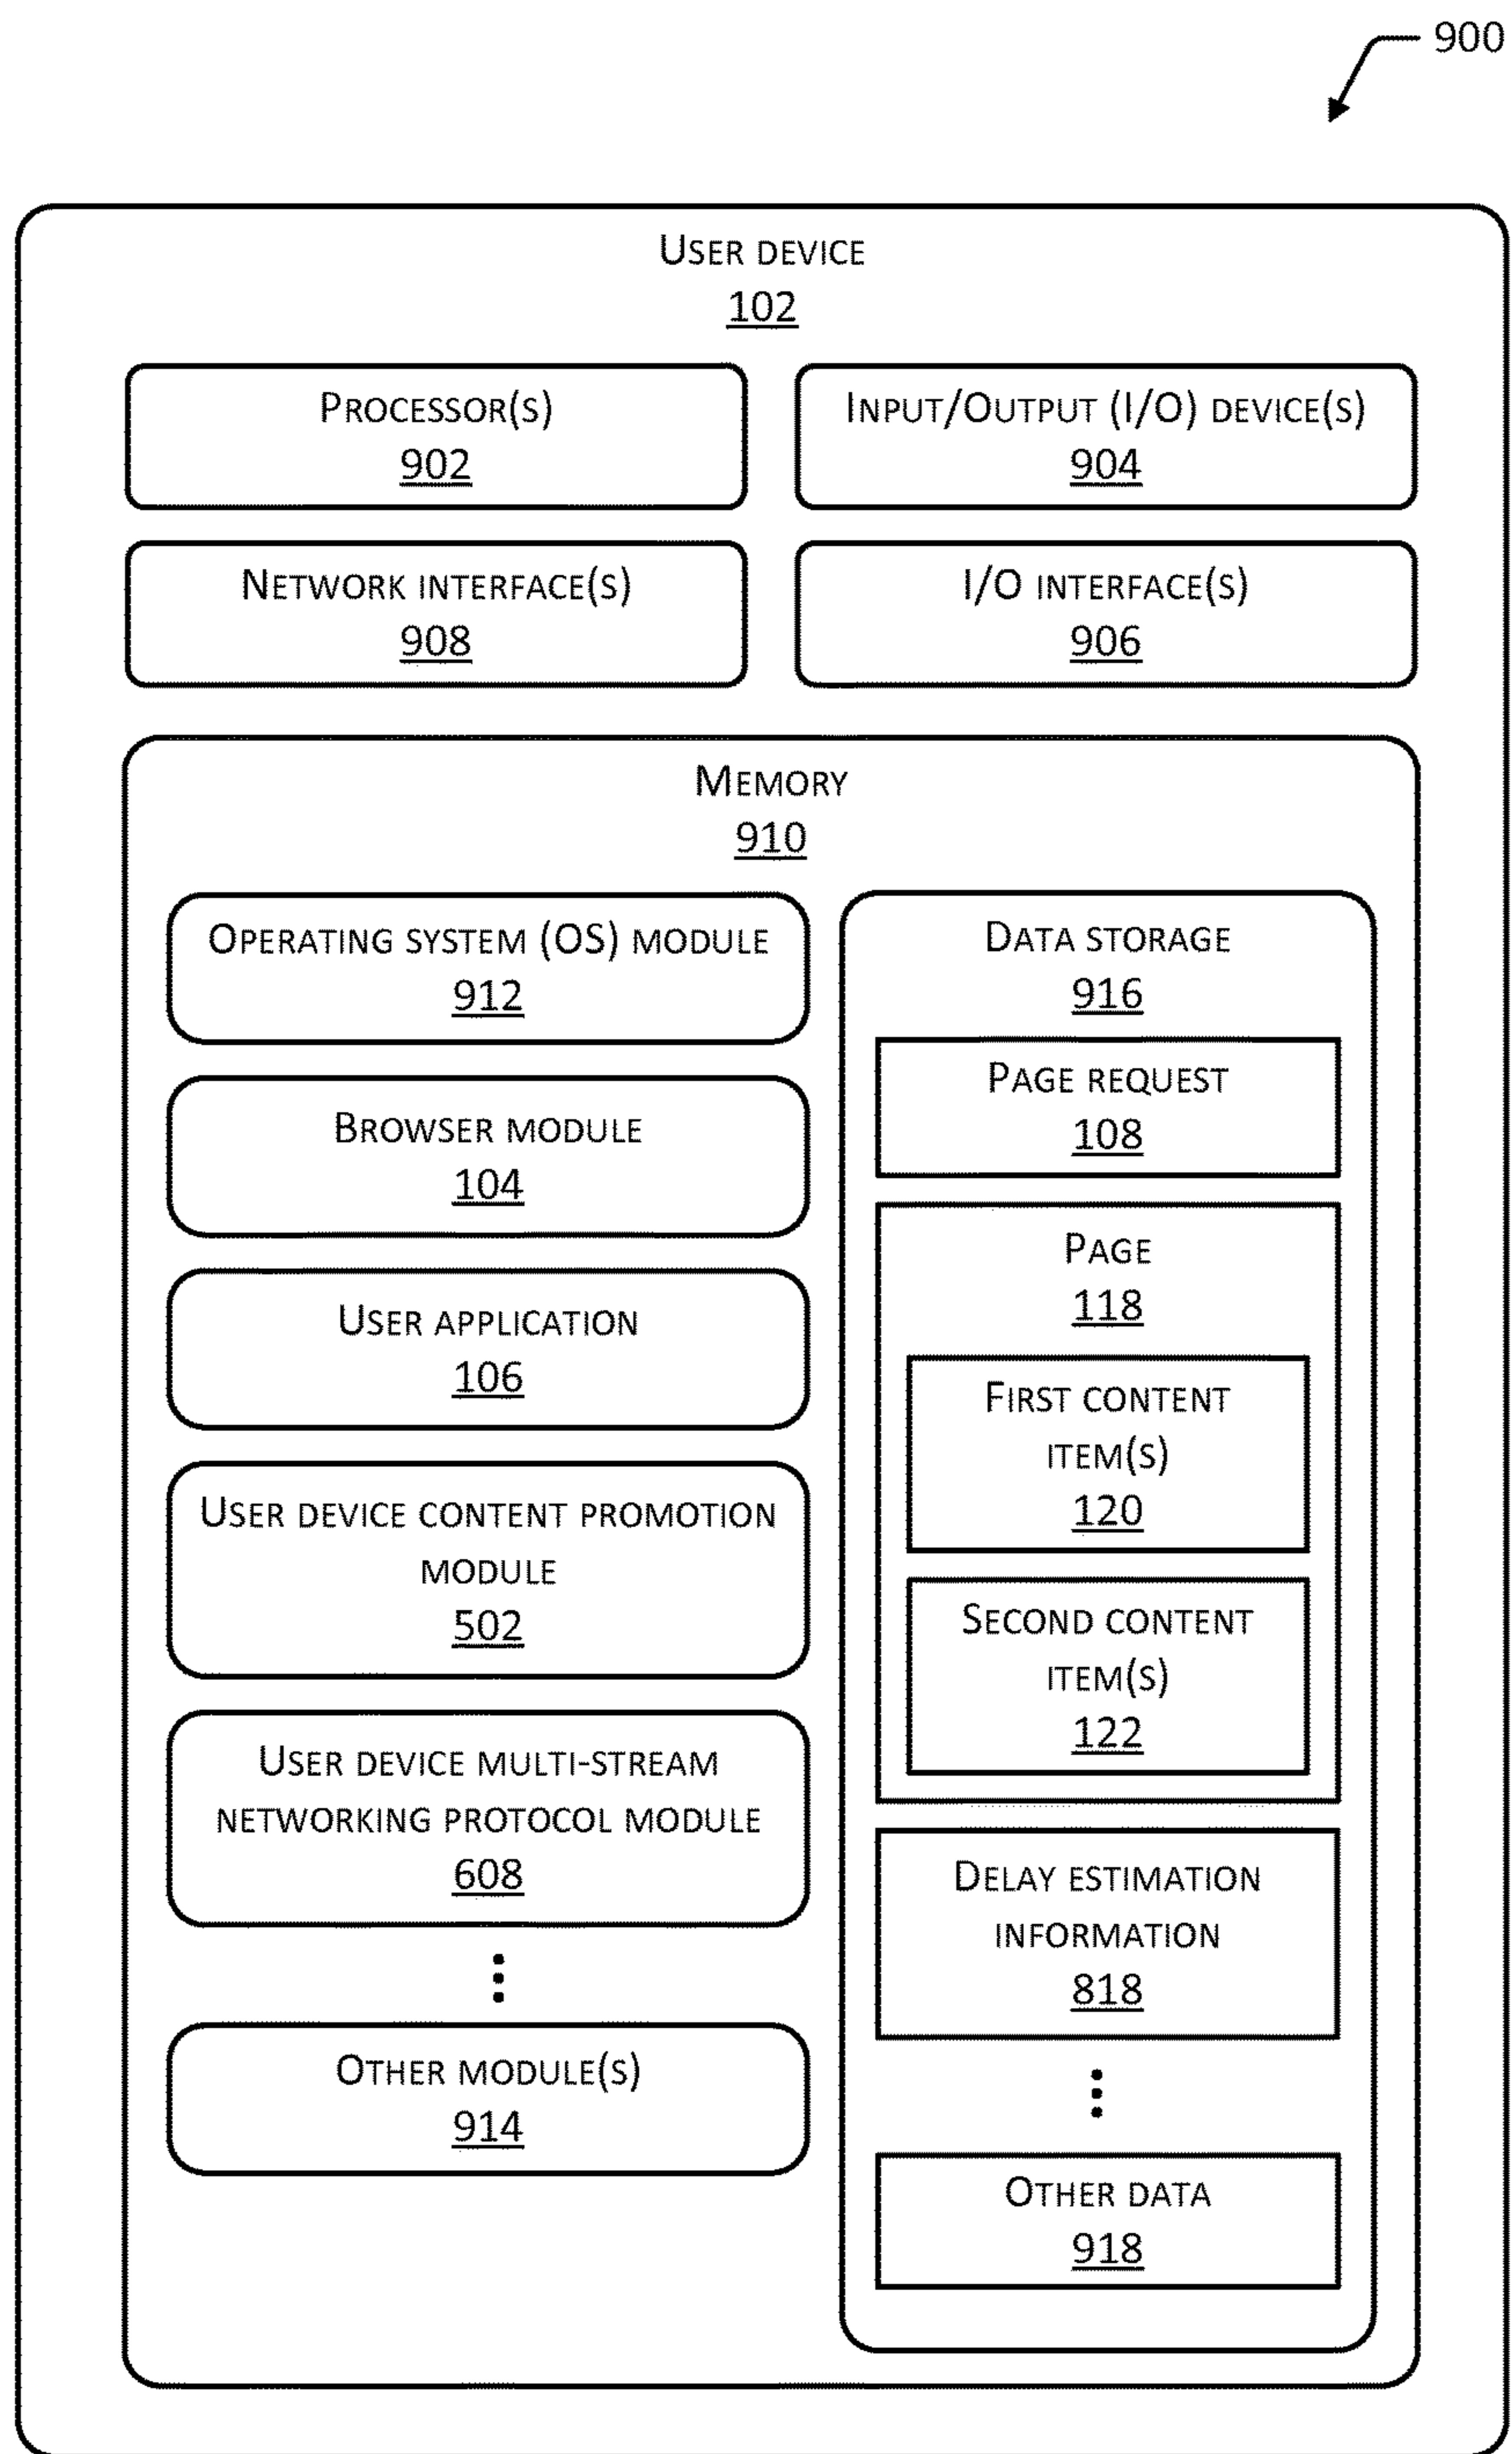 900
User device
102
Processor(s)
902
Input/Output (I/O) device(s)
904
Network interface(s)
908
I/O interface(s)
906
Memory
910
Operating system (OS) module
912
Browser module
104
User application
106
User device content promotion
module
502
User device multi-stream
networking protocol module
608
Other module(s)
914
Data storage
916
Page request
108
Page
118
First content
item(s)
120
Second content
item(s)
122
Delay estimation
information
818
Other data
918